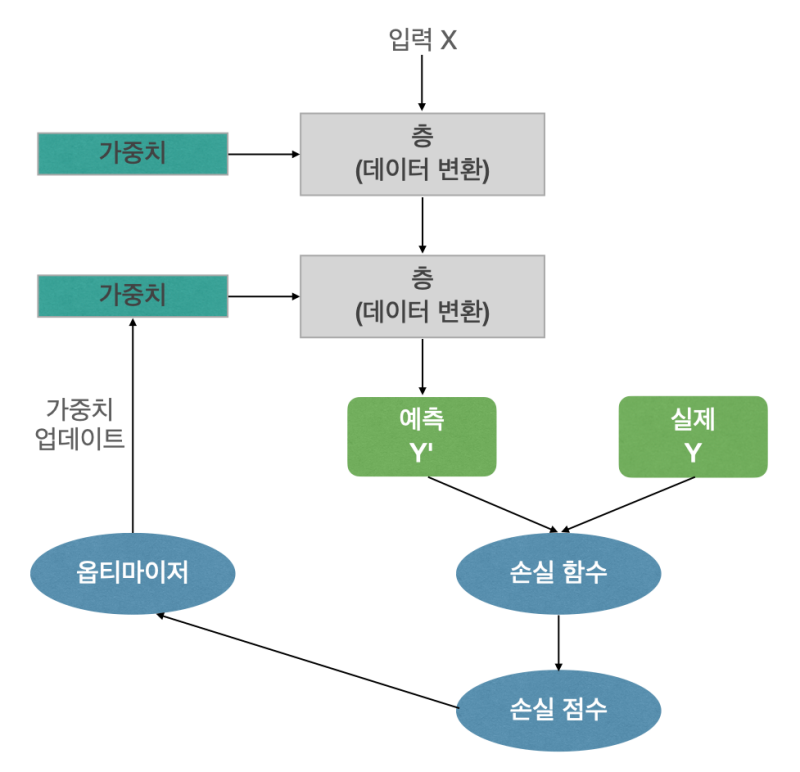 입력 X
가중치
층
(데이터 변환)
가중치
층
(데이터 변환)
가중치
업데이트
예측
Y'
실제
Y
옵티마이저
손실 함수
손실 점수